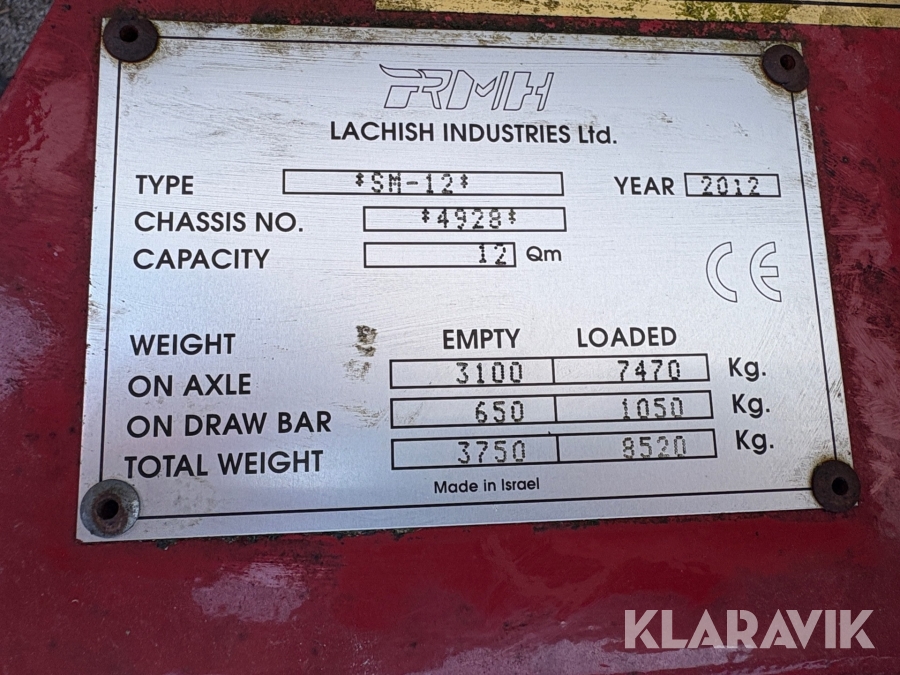 RMH
LACHISH INDUSTRIES Ltd.
TYPE *SM-12* YEAR 2012
CHASSIS NO. *4928*
CAPACITY 12 Qm
CE
WEIGHT EMPTY LOADED
ON AXLE 3100 7470 Kg.
ON DRAW BAR 650 1050 Kg.
TOTAL WEIGHT 3750 8520 Kg.
Made in Israel
KLARAVIK